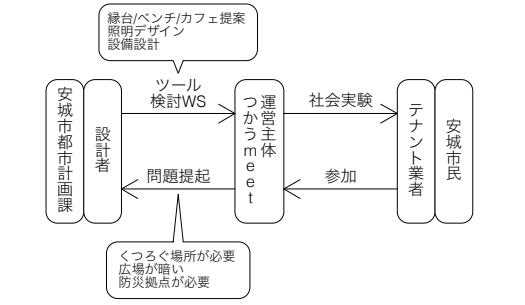 縁台/ベンチ/カフェ提案
照明デザイン
設備設計
安城市都市計画課
設計者
ツール
検討WS
問題提起
運営主体
つかうmeet
社会実験
参加
テナント業者
安城市民
くつろぐ場所が必要
広場が暗い
防災拠点が必要